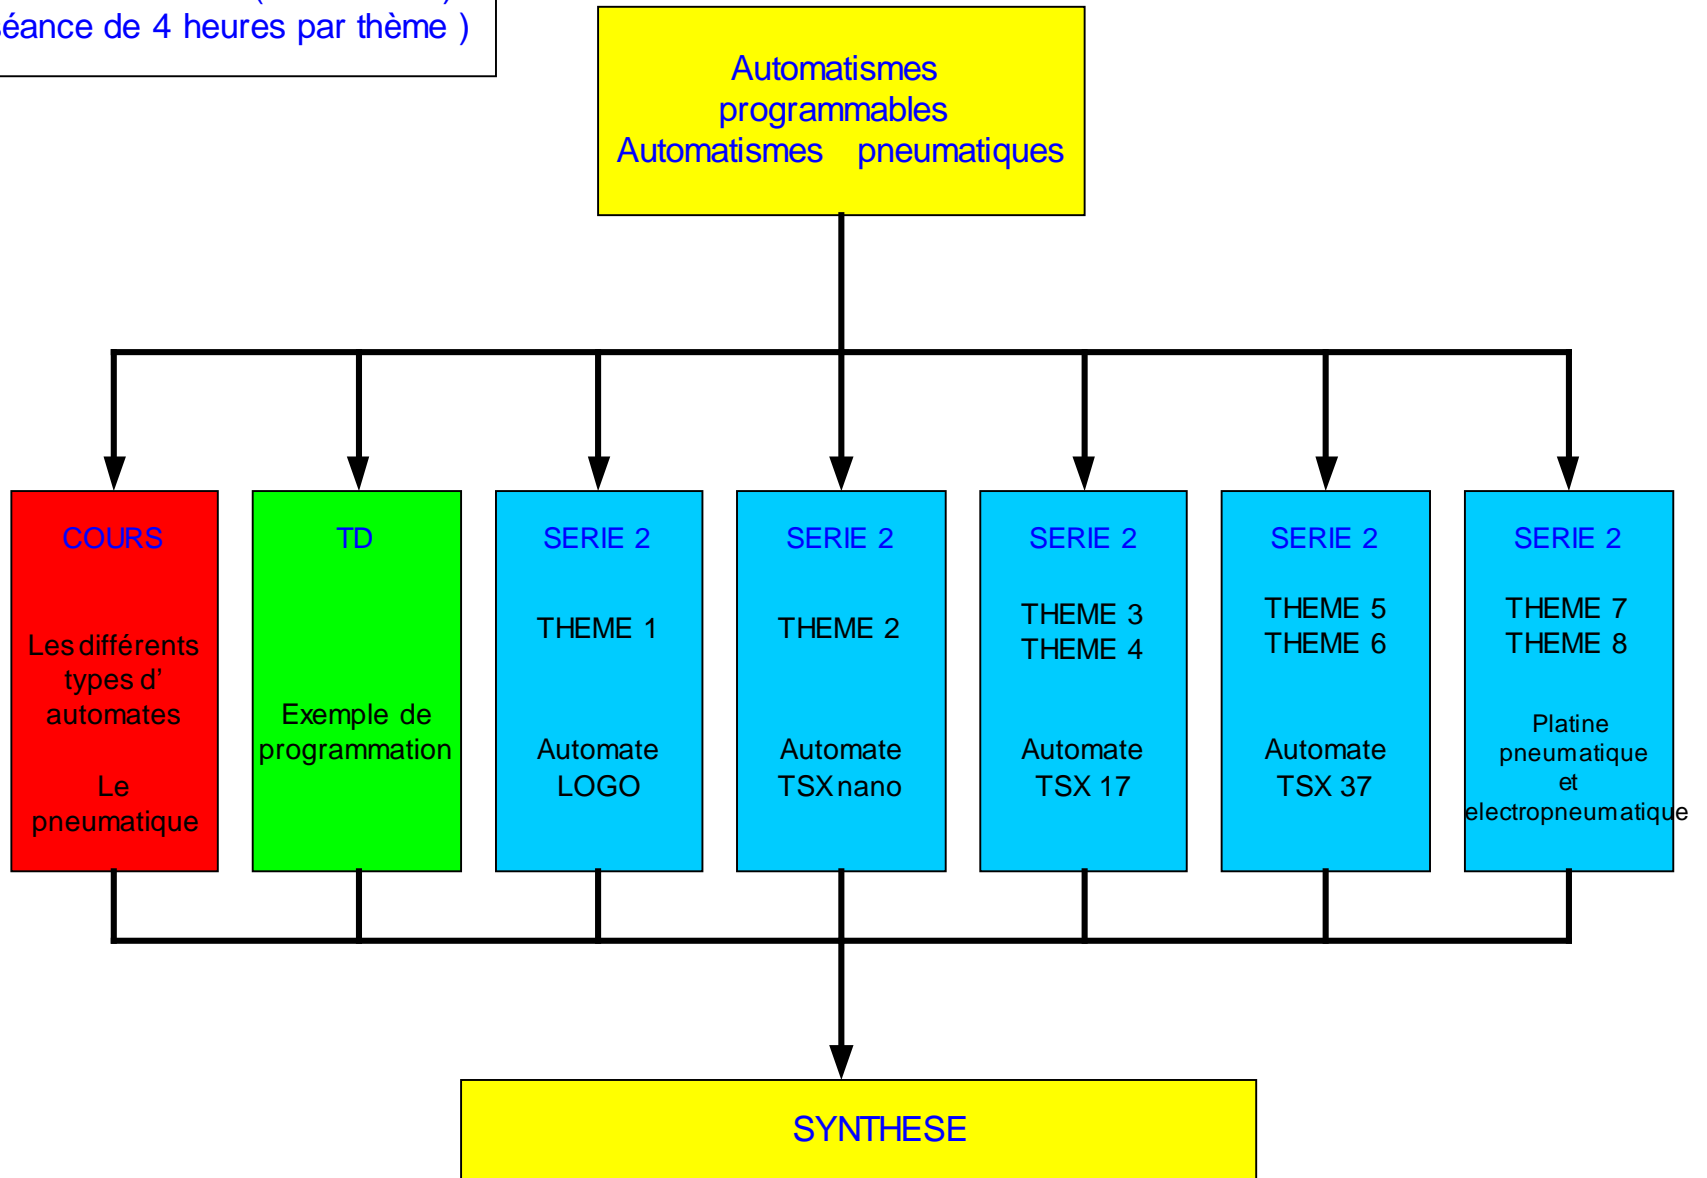 séance de 4 heures par thème )
Automatismes
programmables
Automatismes pneumatiques
COURS
Les différents
types d'
automates
Le
pneumatique
TD
Exemple de
programmation
SERIE 2
THEME 1
Automate
LOGO
SERIE 2
THEME 2
Automate
TSX nano
SERIE 2
THEME 3
THEME 4
Automate
TSX 17
SERIE 2
THEME 5
THEME 6
Automate
TSX 37
SERIE 2
THEME 7
THEME 8
Platine
pneumatique
et
electropneumatique
SYNTHESE